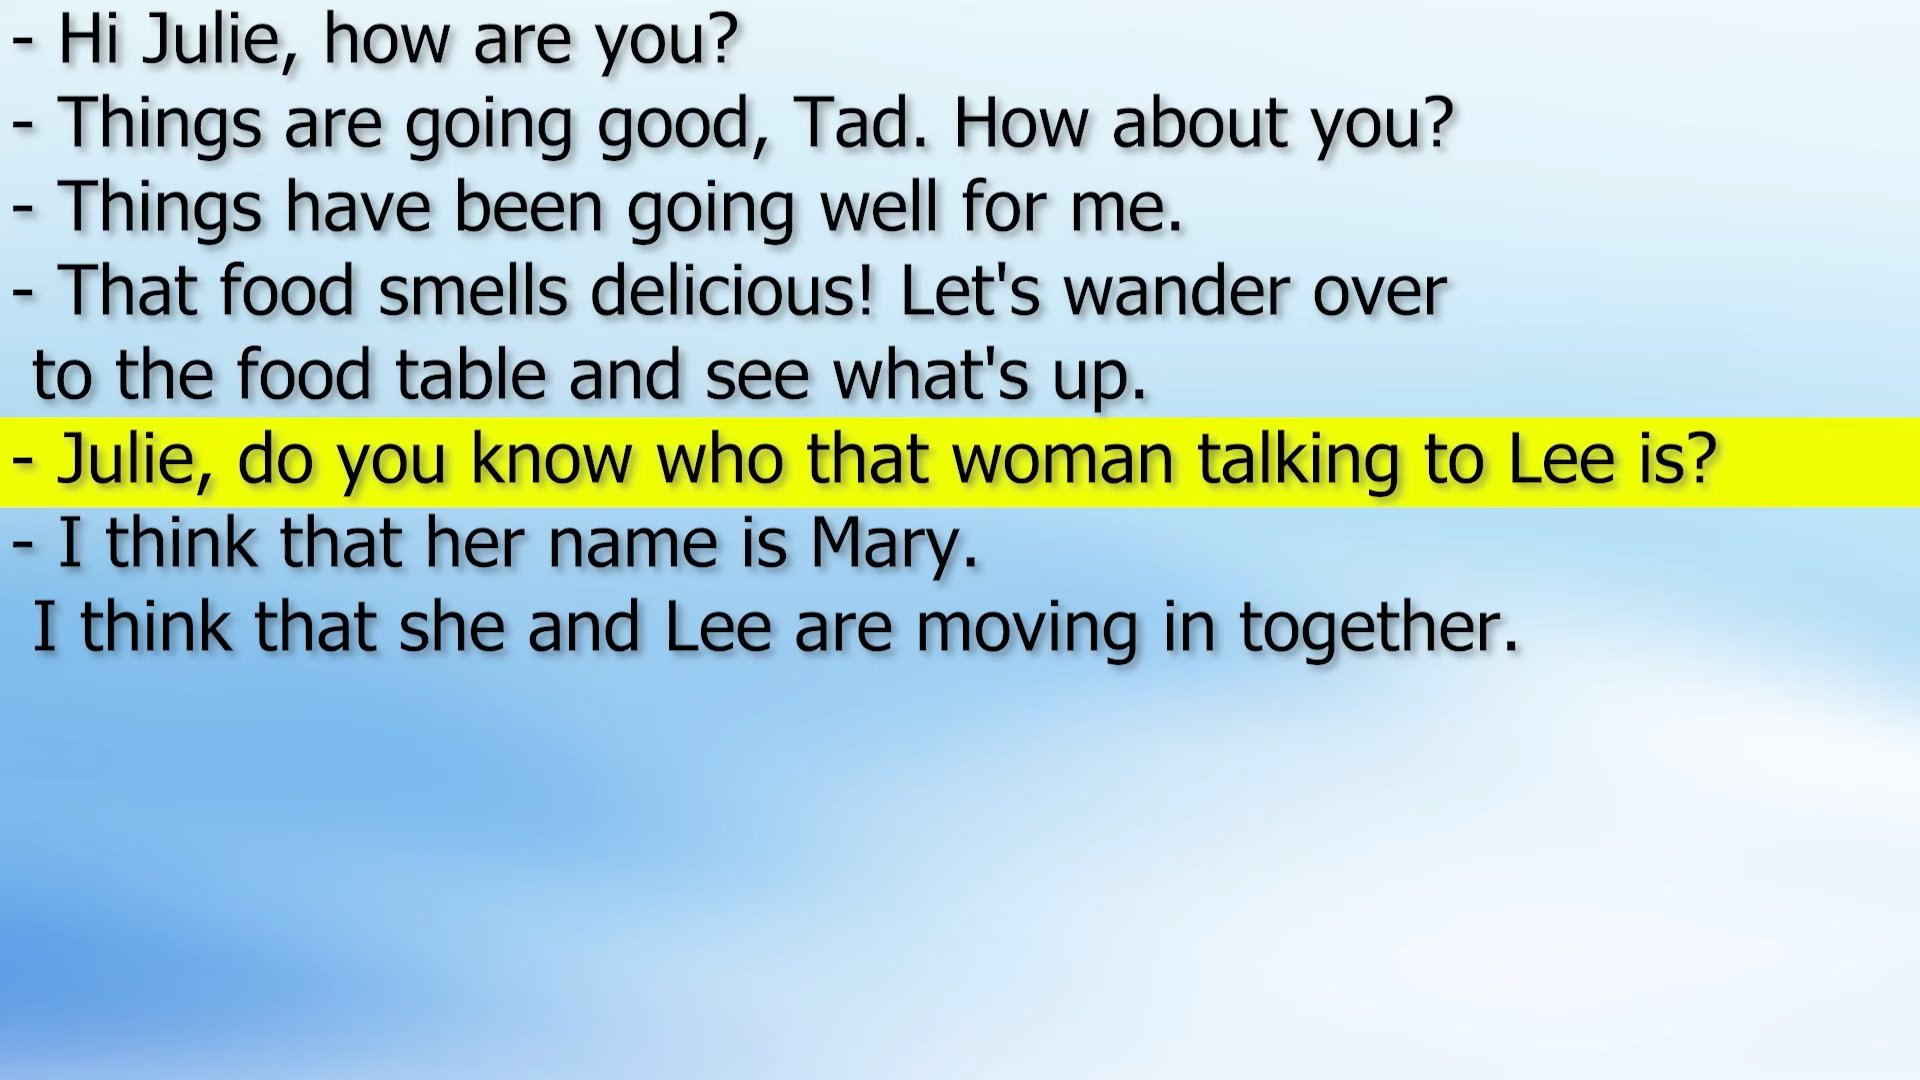 - Hi Julie, how are you?
- Things are going good, Tad. How about you?
- Things have been going well for me.
- That food smells delicious! Let's wander over
to the food table and see what's up.
- Julie, do you know who that woman talking to Lee is?
- I think that her name is Mary.
I think that she and Lee are moving in together.